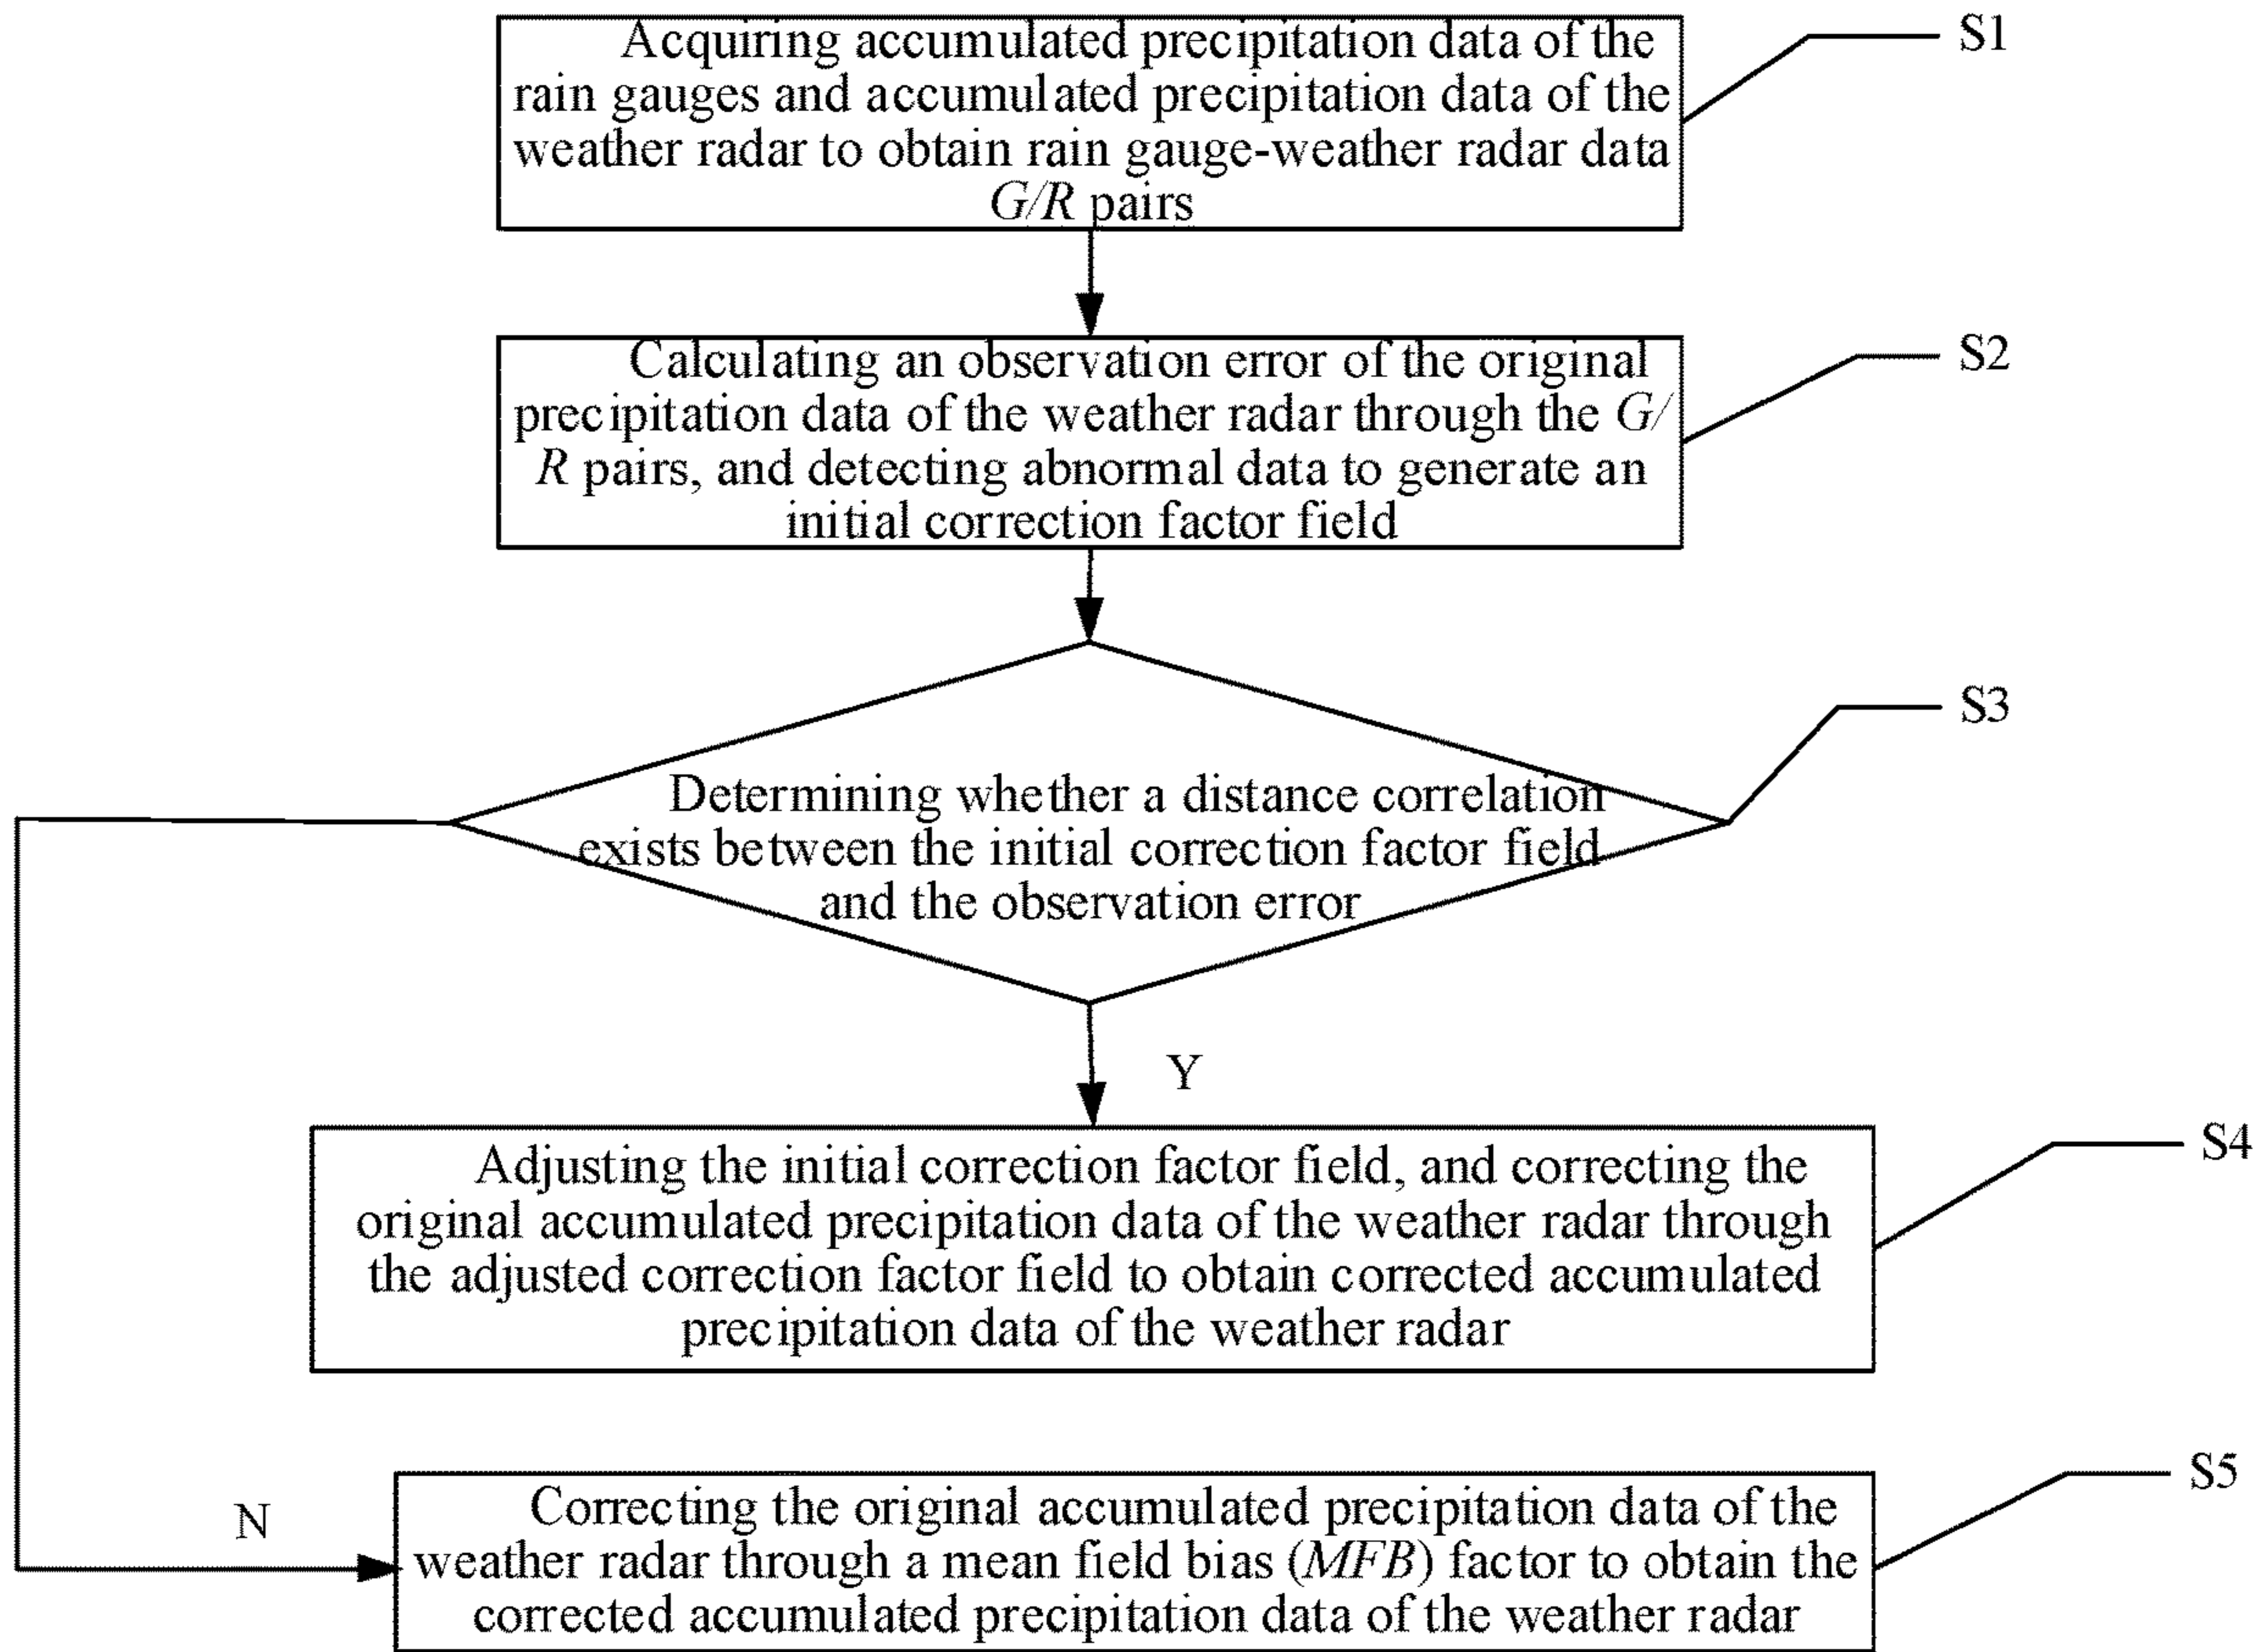 Acquiring accumulated precipitation data of the
rain gauges and accumulated precipitation data of the
weather radar to obtain rain gauge-weather radar data
G/R pairs
S1
Calculating an observation error of the original
precipitation data of the weather radar through the G/
R pairs, and detecting abnormal data to generate an
initial correction factor field
S2
Determining whether a distance correlation
exists between the initial correction factor field
and the observation error
S3
Y
Adjusting the initial correction factor field, and correcting the
original accumulated precipitation data of the weather radar through
the adjusted correction factor field to obtain corrected accumulated
precipitation data of the weather radar
S4
N
Correcting the original accumulated precipitation data of the
weather radar through a mean field bias (MFB) factor to obtain the
corrected accumulated precipitation data of the weather radar
S5